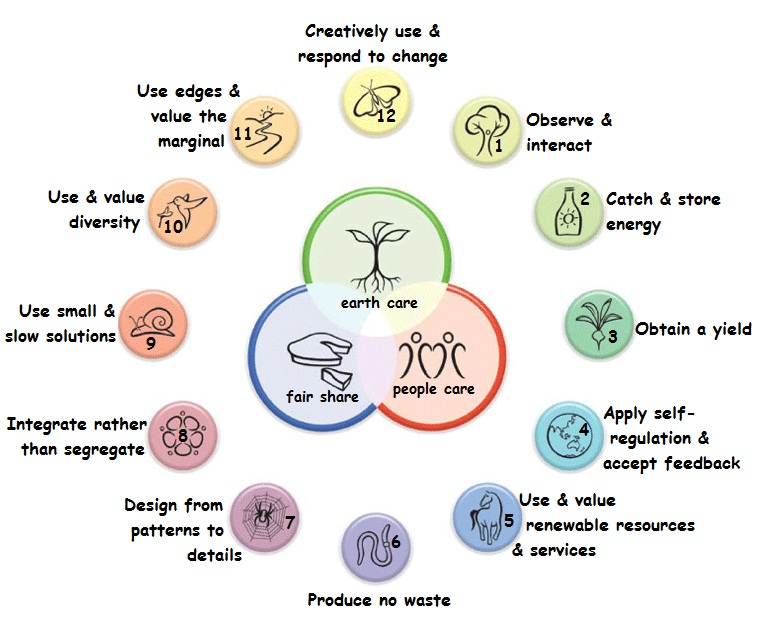 Creatively use &
respond to change
12
Observe &
interact
1
Catch & store
energy
2
Obtain a yield
3
Apply self-
regulation &
accept feedback
4
Use & value
renewable resources
& services
5
Produce no waste
6
Design from
patterns to
details
7
Integrate rather
than segregate
8
Use small &
slow solutions
9
Use & value
diversity
10
Use edges &
value the
marginal
11
earth care
fair share
people care